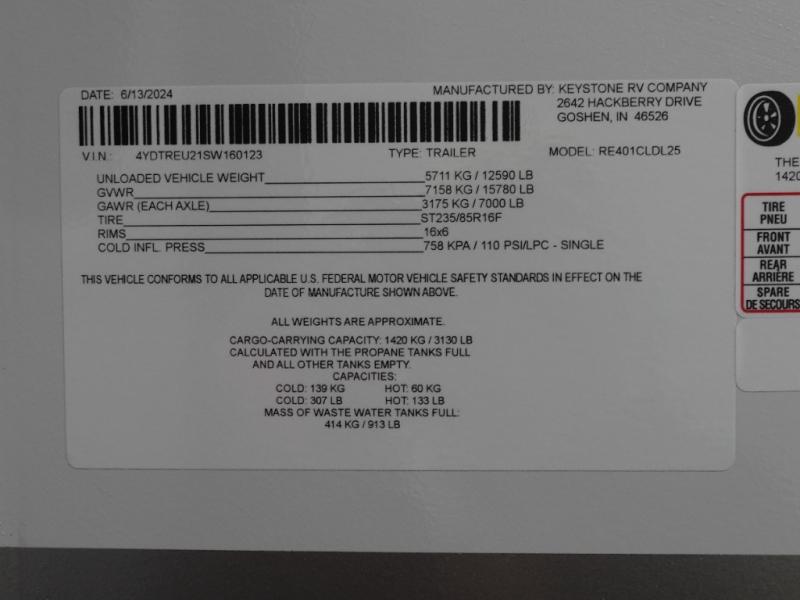 DATE: 6/13/2024
MANUFACTURED BY: KEYSTONE RV COMPANY
2642 HACKBERRY DRIVE
GOSHEN, IN 46526
V.I.N.: 4YDTREU21SW160123 TYPE: TRAILER MODEL: RE401CLDL25
UNLOADED VEHICLE WEIGHT 5711 KG / 12590 LB
GVWR 7158 KG / 15780 LB
GAWR (EACH AXLE) 3175 KG / 7000 LB
TIRE ST235/85R16F
RIMS 16x6
COLD INFL. PRESS 758 KPA / 110 PSI/LPC - SINGLE
THIS VEHICLE CONFORMS TO ALL APPLICABLE U.S. FEDERAL MOTOR VEHICLE SAFETY STANDARDS IN EFFECT ON THE
DATE OF MANUFACTURE SHOWN ABOVE.
ALL WEIGHTS ARE APPROXIMATE.
CARGO-CARRYING CAPACITY: 1420 KG / 3130 LB
CALCULATED WITH THE PROPANE TANKS FULL
AND ALL OTHER TANKS EMPTY.
CAPACITIES:
COLD: 139 KG HOT: 60 KG
COLD: 307 LB HOT: 133 LB
MASS OF WASTE WATER TANKS FULL:
414 KG / 913 LB
THE
1420
TIRE
PNEU
FRONT
AVANT
REAR
ARRIÈRE
SPARE
DE SECOURS